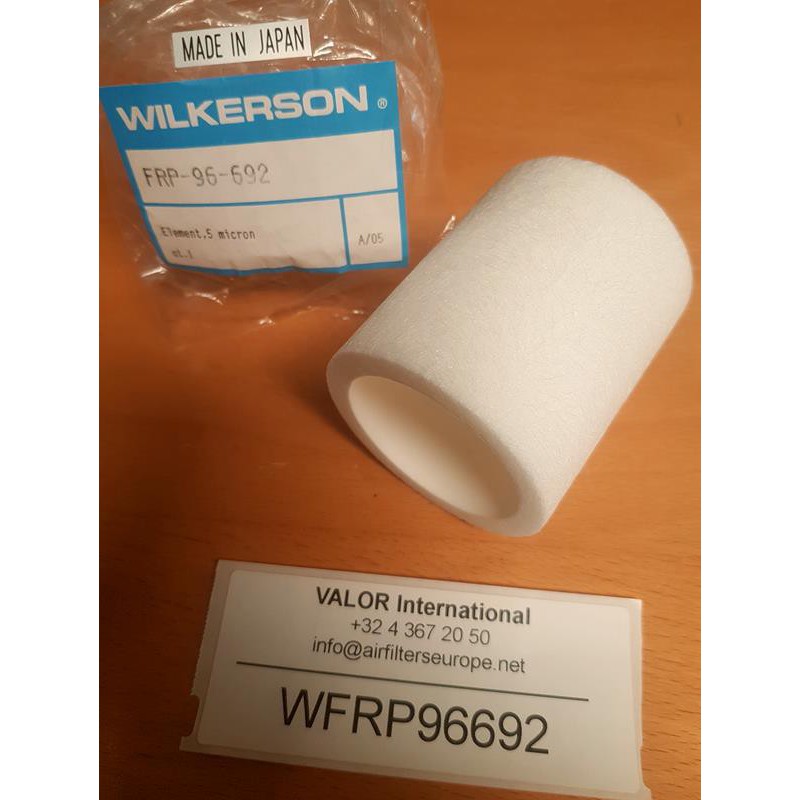 MADE IN JAPAN
WILKERSON ®
FRP-96-692
Element,5 micron
A/05
VALOR International
+32 4 367 20 50
info@airfilterseurope.net
WFRP96692